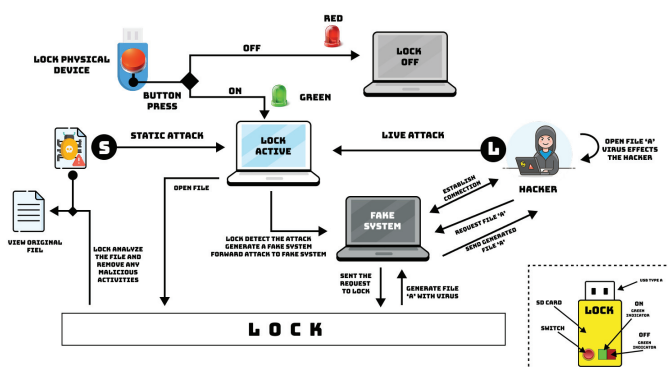 RED
OFF
LOCK
OFF
LOCK PHYSICAL
DEVICE
BUTTON
PRESS
ON
GREEN
S
STATIC ATTACK
LOCK
ACTIVE
LIVE ATTACK
L
HACKER
OPEN FILE "A"
VIRUS EFFECTS
THE HACKER
OPEN FILE
ESTABLISH
CONNECTION
FAKE
SYSTEM
REQUEST FILE "A"
SEND GENERATED
FILE "A"
VIEW ORIGINAL
FIEL
LOCK ANALYZE
THE FILE AND
REMOVE ANY
MALICIOUS
ACTIVITIES
LOCK DETECT THE ATTACK
GENERATE A FAKE SYSTEM
FORWARD ATTACK TO FAKE SYSTEM
SENT THE
REQUEST
TO LOCK
GENERATE FILE
"A" WITH VIRUS
LOCK
USB TYPE A
LOCK
SD CARD
SWITCH
ON
GREEN
INDICATOR
OFF
GREEN
INDICATOR